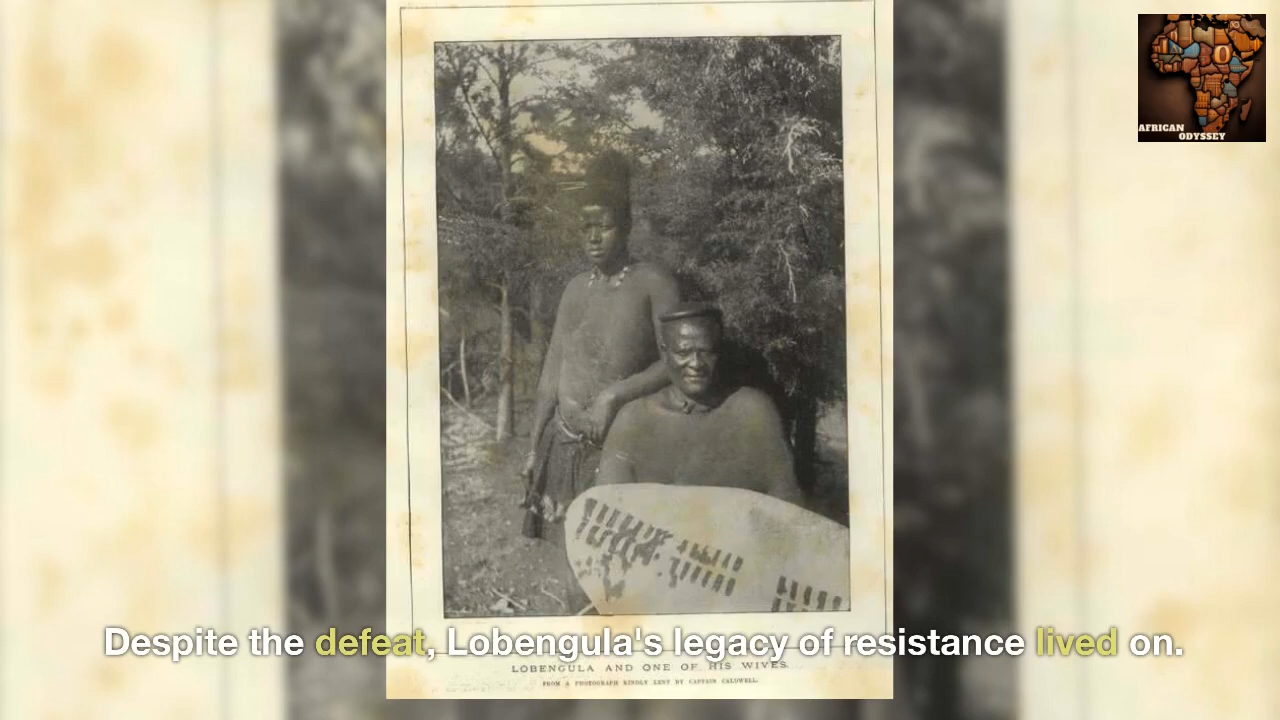 AFRICAN
ODYSSEY
Despite the defeat, Lobengula's legacy of resistance lived on.
LOBENGULA AND ONE OF HIS WIVES.
FROM A PHOTOGRAPH KINDLY LENT BY CAPTAIN CALDWELL.